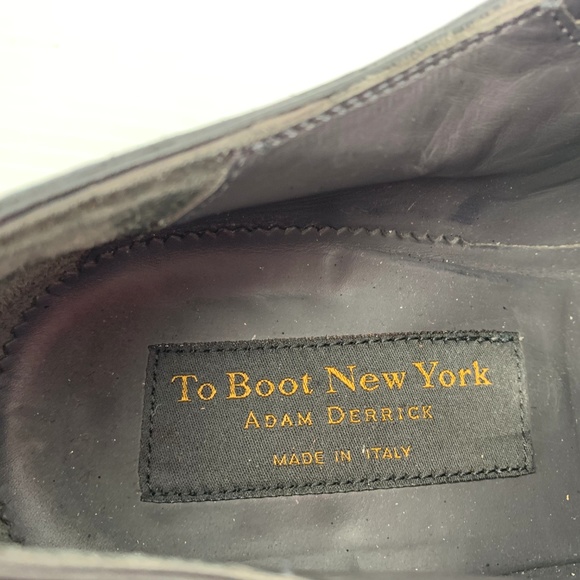 To Boot New York
Adam Derrick
MADE IN ITALY